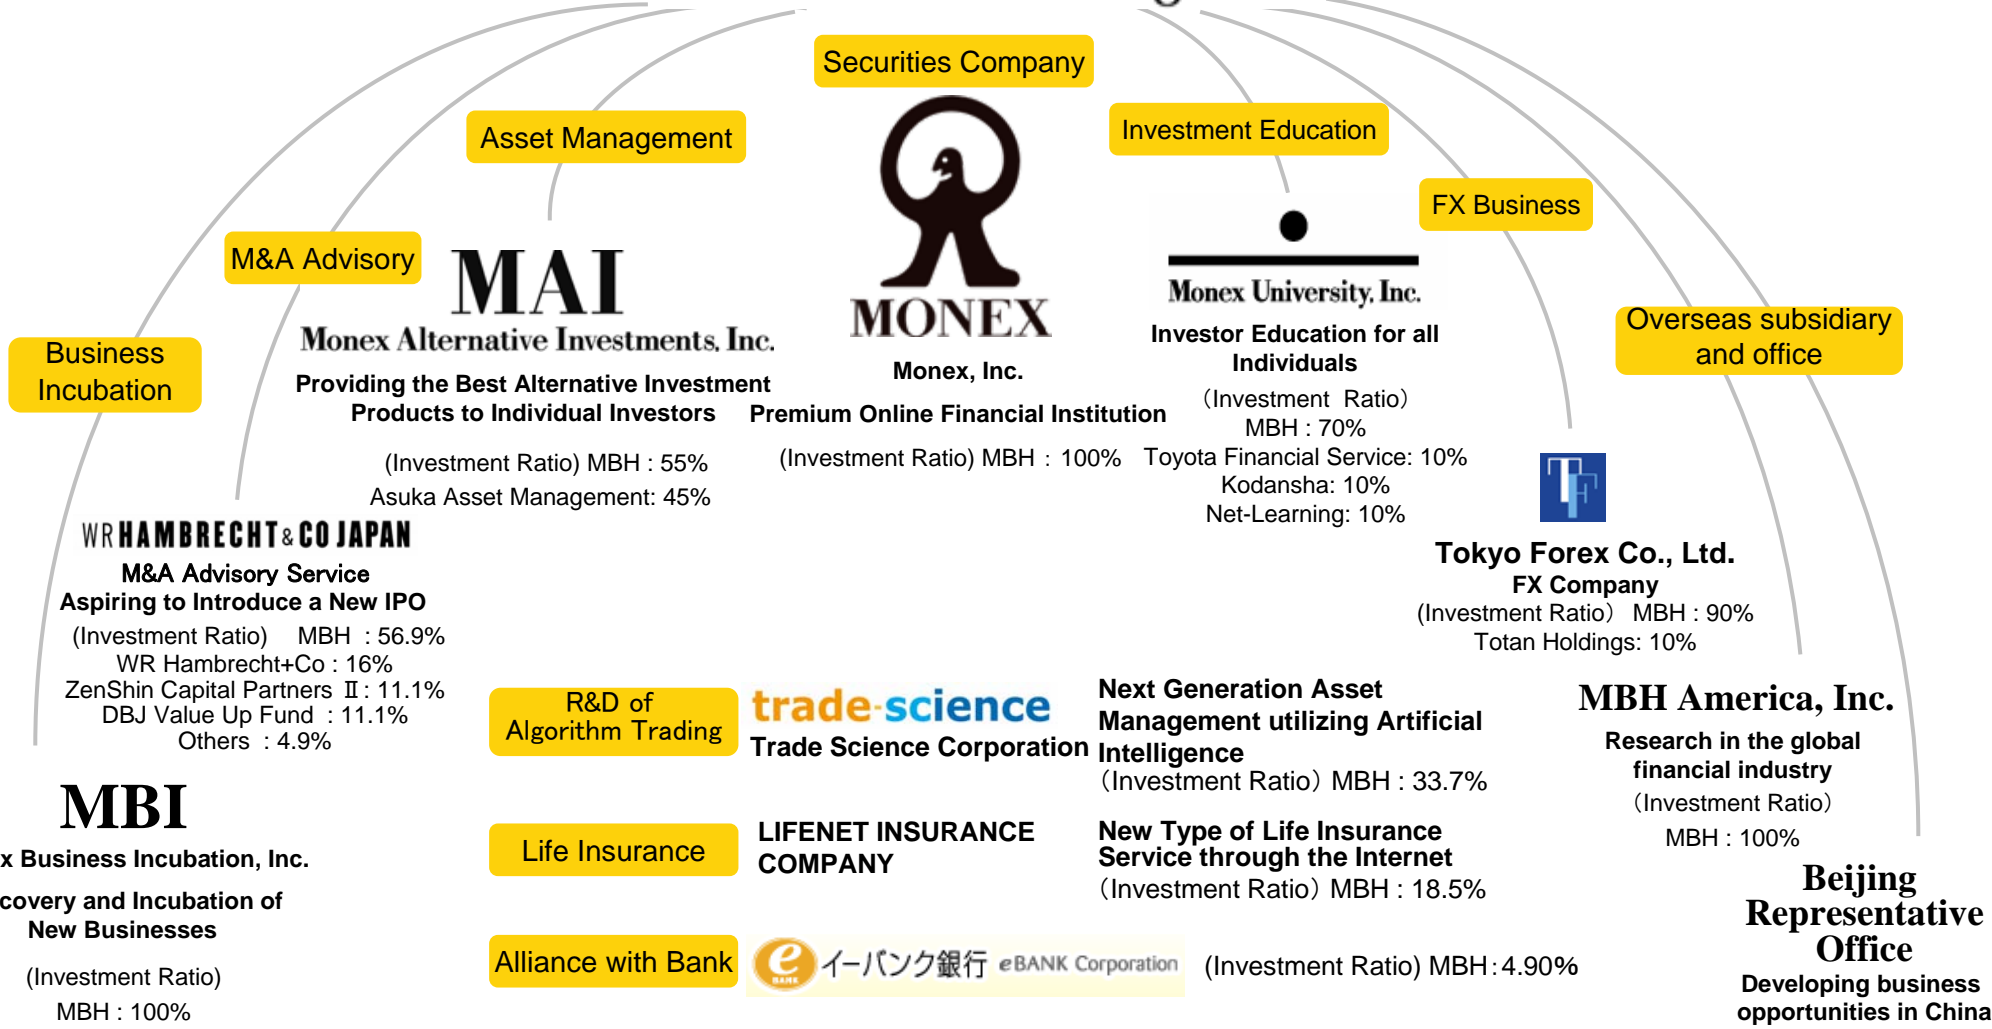 Securities Company
Asset Management
Investment Education
FX Business
M&A Advisory
Overseas subsidiary
and office
Business
Incubation
MAI
Monex Alternative Investments, Inc.
Providing the Best Alternative Investment
Products to Individual Investors
(Investment Ratio) MBH : 55%
Asuka Asset Management: 45%
MONEX
Monex, Inc.
Premium Online Financial Institution
(Investment Ratio) MBH : 100%
Monex University, Inc.
Investor Education for all
Individuals
(Investment Ratio)
MBH : 70%
Toyota Financial Service: 10%
Kodansha: 10%
Net-Learning: 10%
TF
H
Tokyo Forex Co., Ltd.
FX Company
(Investment Ratio) MBH : 90%
Totan Holdings: 10%
WR HAMBRECHT & CO JAPAN
M&A Advisory Service
Aspiring to Introduce a New IPO
(Investment Ratio) MBH : 56.9%
WR Hambrecht+Co : 16%
ZenShin Capital Partners Ⅱ : 11.1%
DBJ Value Up Fund : 11.1%
Others : 4.9%
R&D of
Algorithm Trading
trade-science
Trade Science Corporation
Next Generation Asset
Management utilizing Artificial
Intelligence
(Investment Ratio) MBH : 33.7%
MBH America, Inc.
Research in the global
financial industry
(Investment Ratio)
MBH : 100%
MBI
x Business Incubation, Inc.
covery and Incubation of
New Businesses
(Investment Ratio)
MBH : 100%
Life Insurance
LIFENET INSURANCE
COMPANY
New Type of Life Insurance
Service through the Internet
(Investment Ratio) MBH : 18.5%
Alliance with Bank
e
BANK
イーバンク銀行 eBANK Corporation
(Investment Ratio) MBH:4.90%
Beijing
Representative
Office
Developing business
opportunities in China